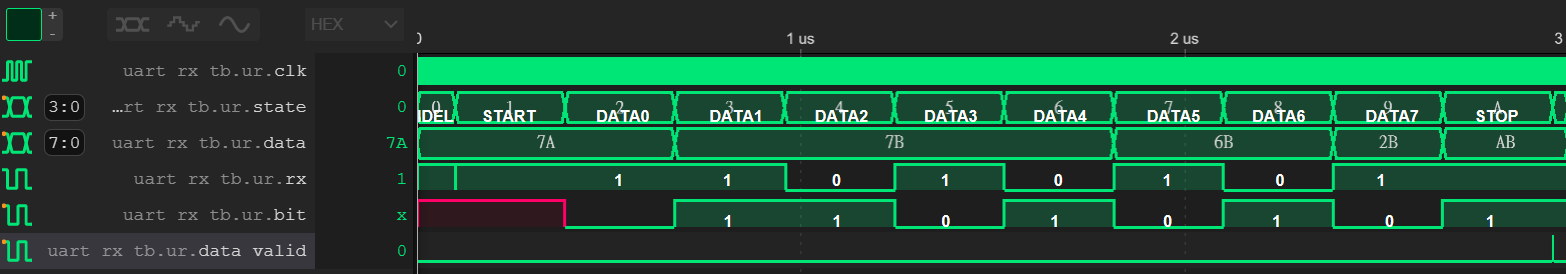 +
-
HEX
0 1 us 2 us 3
uart rx tb.ur.clk 0
3:0 …rt rx tb.ur.state 0 0 1 2 3 4 5 6 7 8 9 A
IDEL START DATA0 DATA1 DATA2 DATA3 DATA4 DATA5 DATA6 DATA7 STOP
7:0 uart rx tb.ur.data 7A 7A 7B 6B 2B AB
uart rx tb.ur.rx 1 1 1 0 1 0 1 0 1
uart rx tb.ur.bit x 1 1 0 1 0 1 0 1
uart rx tb.ur.data valid 0